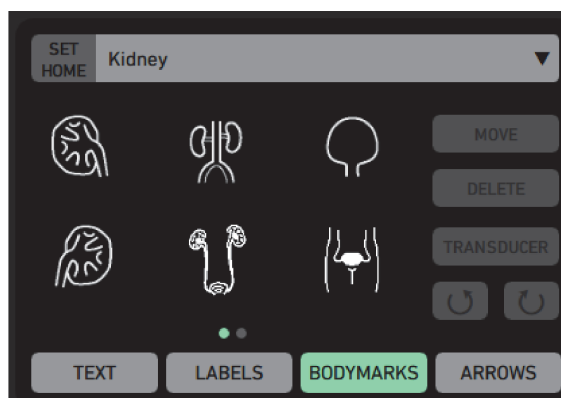 SET
HOME
Kidney
MOVE
DELETE
TRANSDUCER
TEXT
LABELS
BODYMARKS
ARROWS